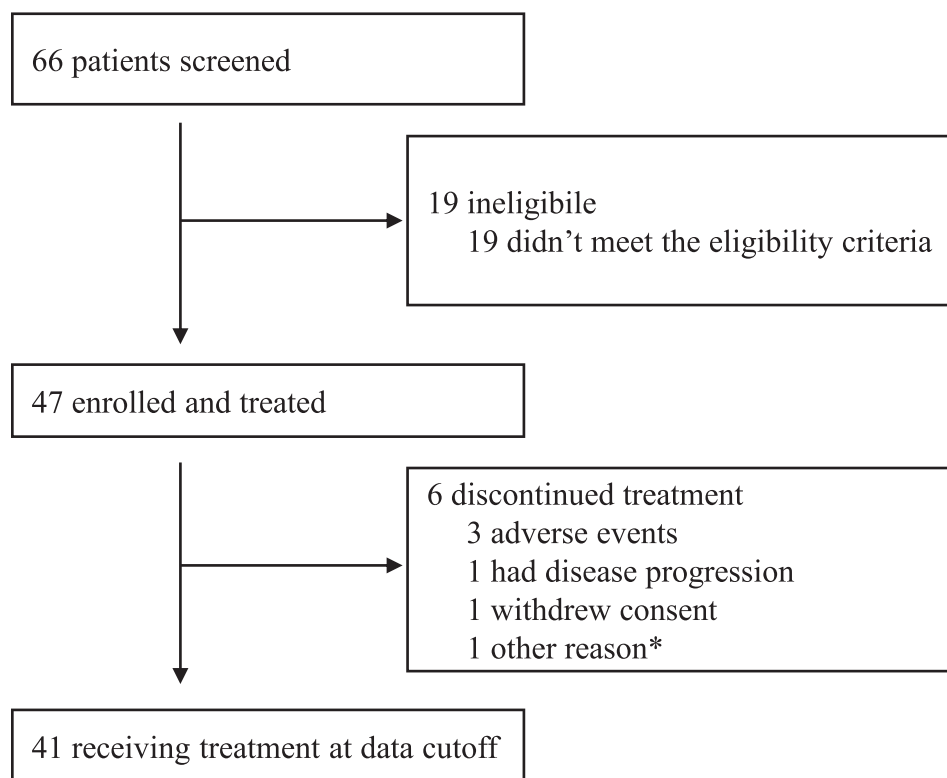 66 patients screened
19 ineligibile
19 didn’t meet the eligibility criteria
47 enrolled and treated
6 discontinued treatment
3 adverse events
1 had disease progression
1 withdrew consent
1 other reason*
41 receiving treatment at data cutoff